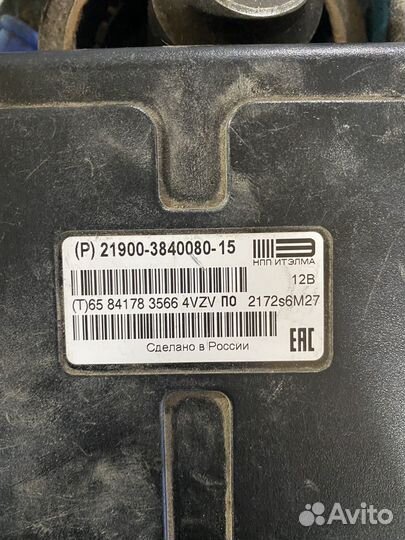 (P) 21900-3840080-15
НПП ИТЭЛМА
12В
(T)65 84178 3566 4VZV ПО 2172s6M27
Сделано в России
EAC
Avito